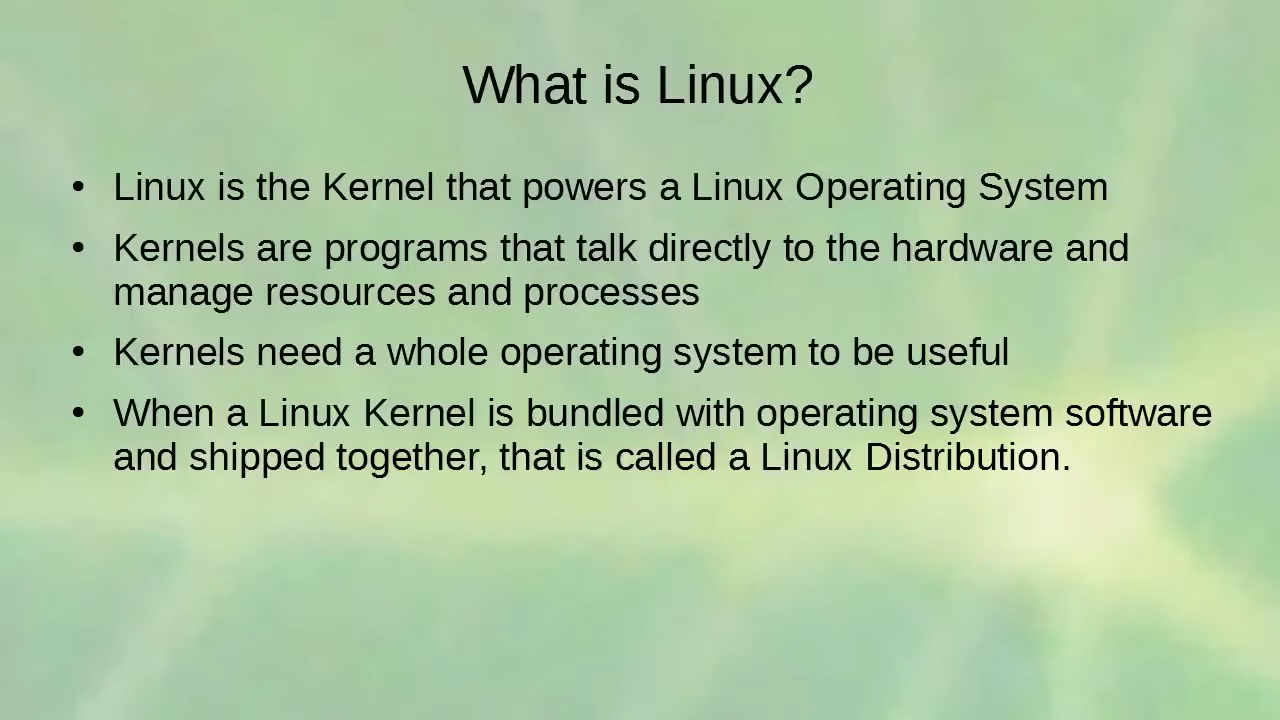 What is Linux?
• Linux is the Kernel that powers a Linux Operating System
• Kernels are programs that talk directly to the hardware and
manage resources and processes
• Kernels need a whole operating system to be useful
• When a Linux Kernel is bundled with operating system software
and shipped together, that is called a Linux Distribution.